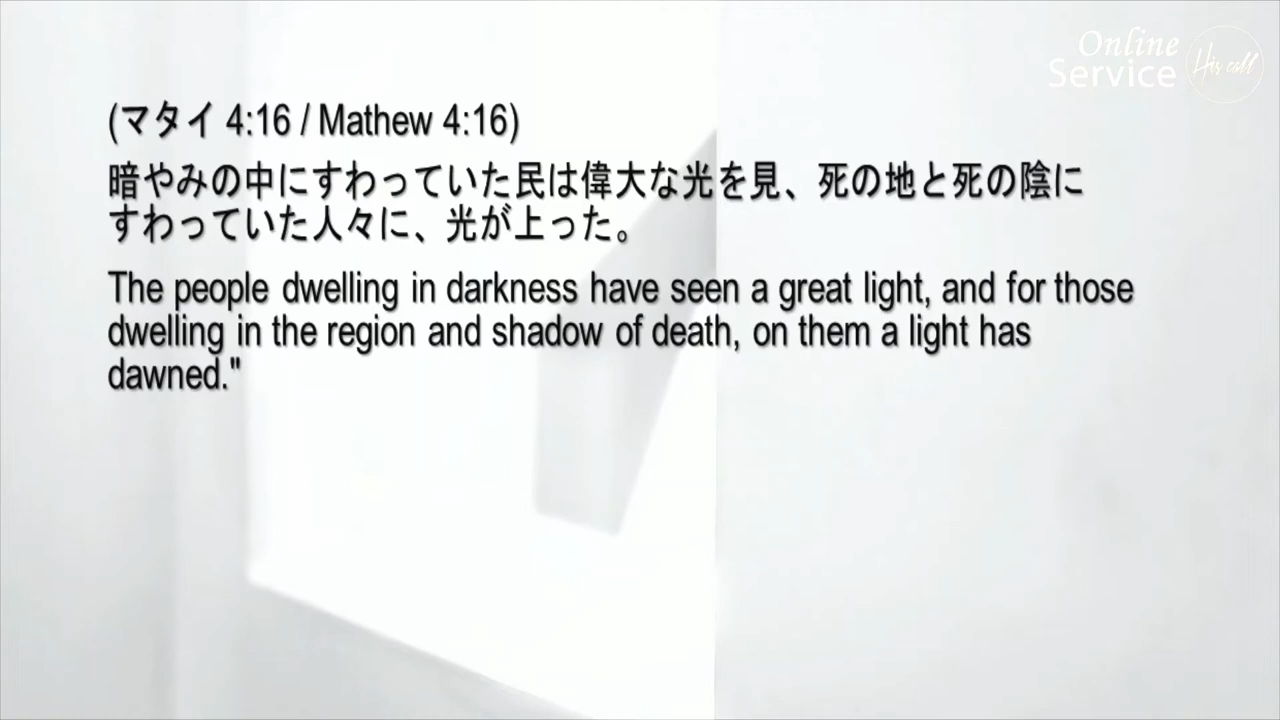 Online
Service
His call
(マタイ 4:16 / Mathew 4:16)
暗やみの中にすわっていた民は偉大な光を見、死の地と死の陰に
すわっていた人々に、光が上った。
The people dwelling in darkness have seen a great light, and for those
dwelling in the region and shadow of death, on them a light has
dawned."